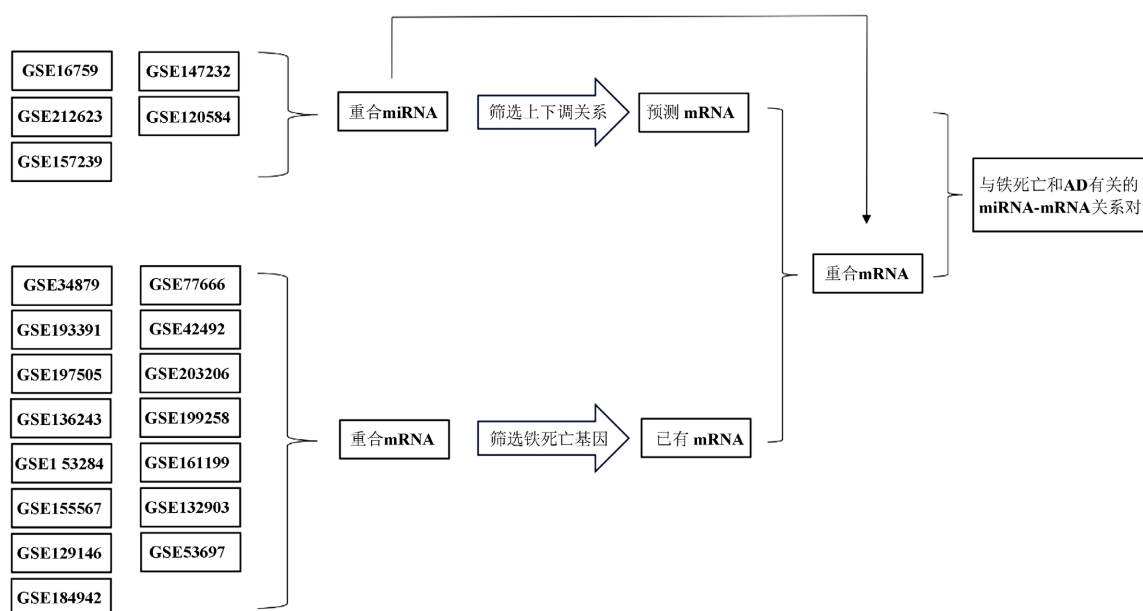 GSE16759
GSE147232
GSE212623
GSE120584
GSE157239
重合miRNA
筛选上下调关系
预测 mRNA
与铁死亡和AD有关的
miRNA-mRNA关系对
重合mRNA
GSE34879
GSE77666
GSE193391
GSE42492
GSE197505
GSE203206
GSE136243
GSE199258
GSE1 53284
GSE161199
GSE155567
GSE132903
GSE129146
GSE53697
GSE184942
重合mRNA
筛选铁死亡基因
已有 mRNA